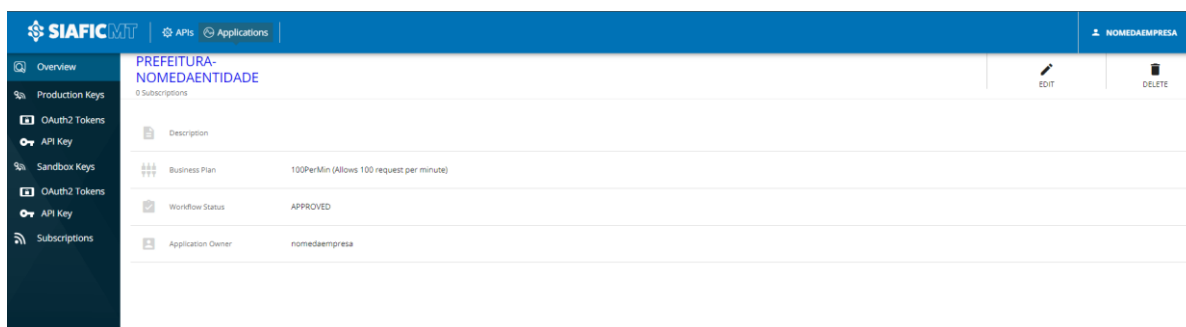 SIAFICMT APIs Applications NOMEDAEMPRESA
Overview
Production Keys
OAuth2 Tokens
API Key
Sandbox Keys
OAuth2 Tokens
API Key
Subscriptions
PREFEITURA-
NOMEDAENTIDADE
0 Subscriptions
EDIT DELETE
Description
Business Plan 100PerMin (Allows 100 request per minute)
Workflow Status APPROVED
Application Owner nomedaempresa